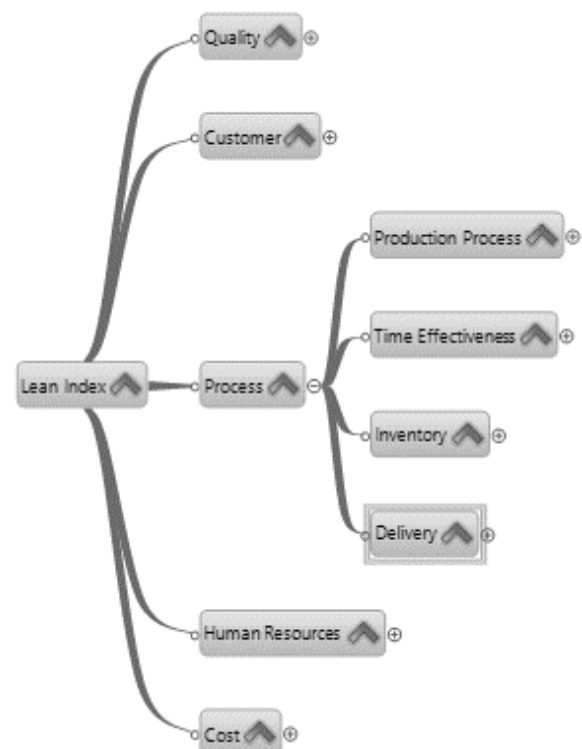 Quality
Customer
Production Process
Time Effectiveness
Lean Index
Process
Inventory
Delivery
Human Resources
Cost